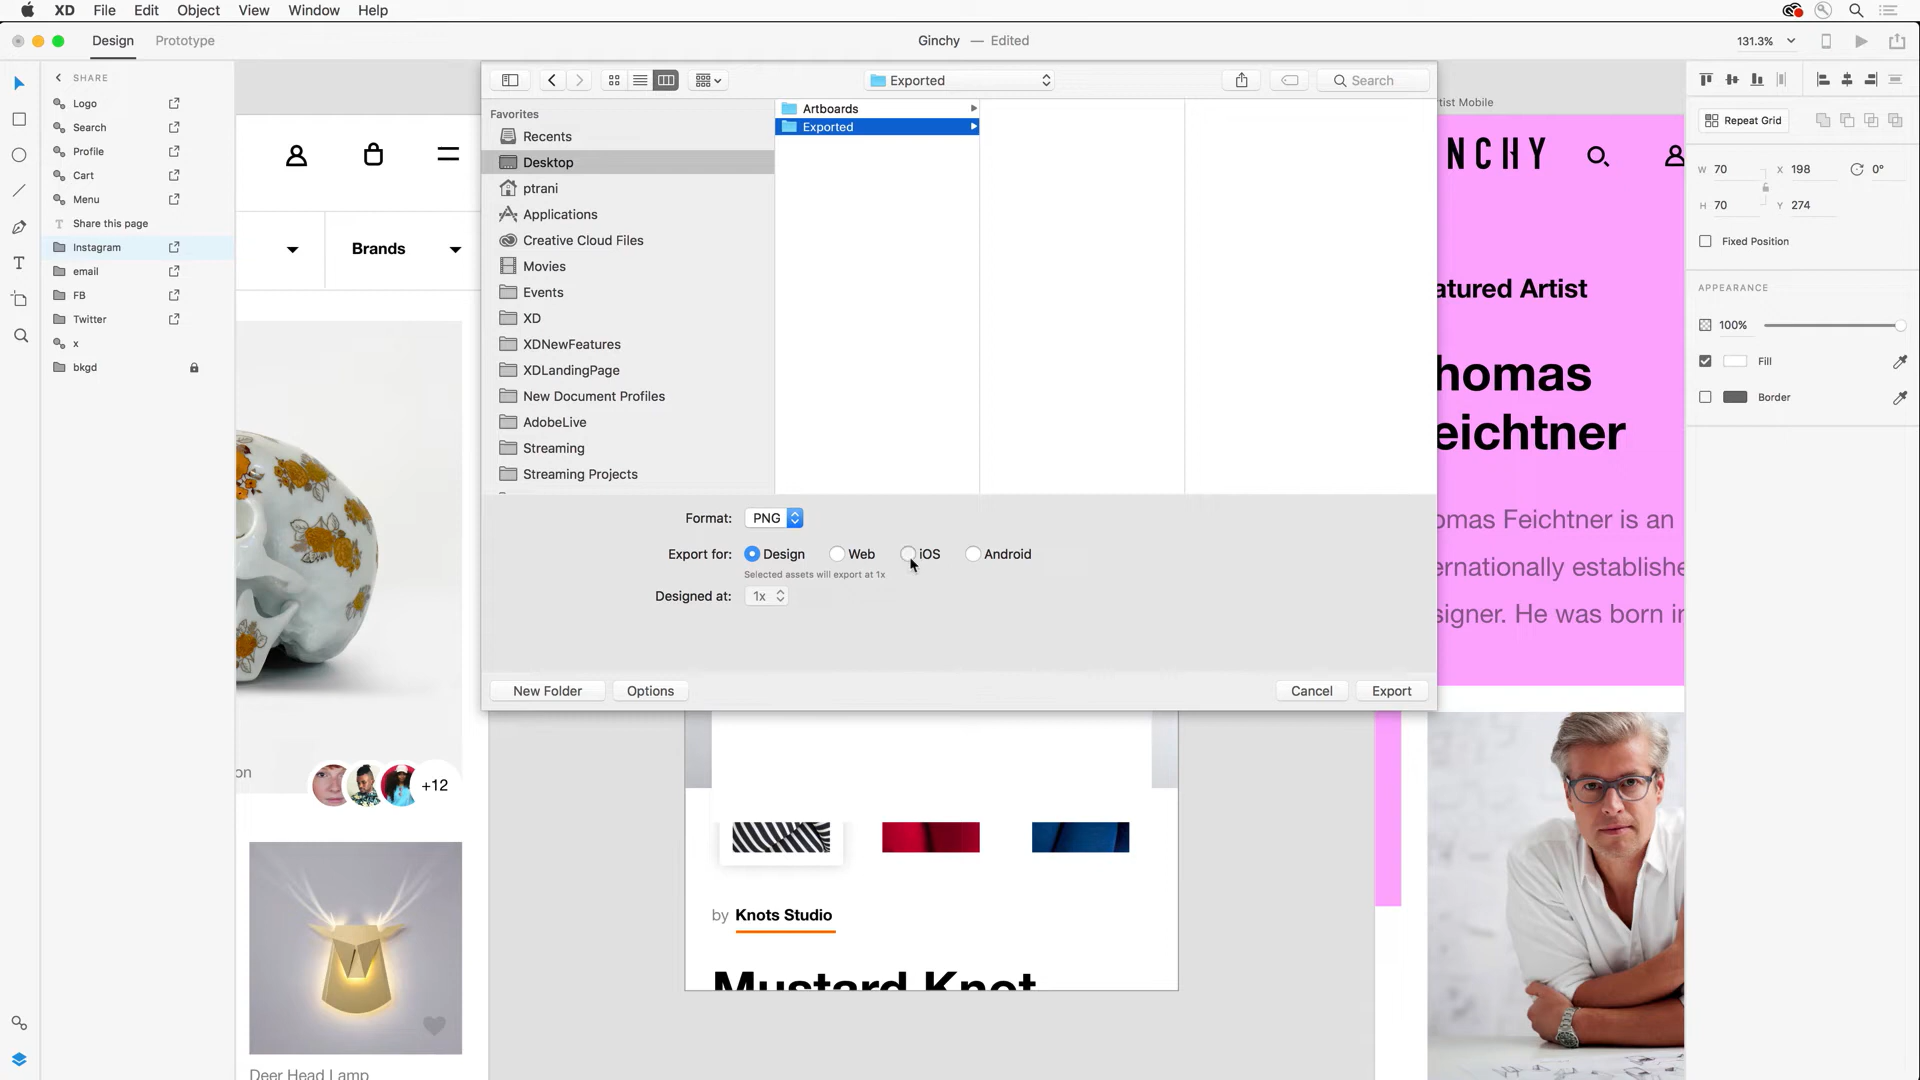 XD File Edit Object View Window Help
Design Prototype
Ginchy — Edited
131.3%
SHARE
Logo
Search
Profile
Cart
Menu
Share this page
Instagram
email
FB
Twitter
x
bkgd
Brands
on
+12
Deer Head Lamp
Exported
Search
Favorites
Recents
Desktop
ptrani
Applications
Creative Cloud Files
Movies
Events
XD
XDNewFeatures
XDLandingPage
New Document Profiles
AdobeLive
Streaming
Streaming Projects
Artboards
Exported
Format: PNG
Export for: Design Web iOS Android
Selected assets will export at 1x
Designed at: 1x
New Folder Options Cancel Export
by Knots Studio
Mustard Knot
tist Mobile
NCHY
atured Artist
homas
eichtner
omas Feichtner is an
ernationally establishe
signer. He was born in
Repeat Grid
W 70 X 198 0°
H 70 Y 274
Fixed Position
APPEARANCE
100%
Fill
Border